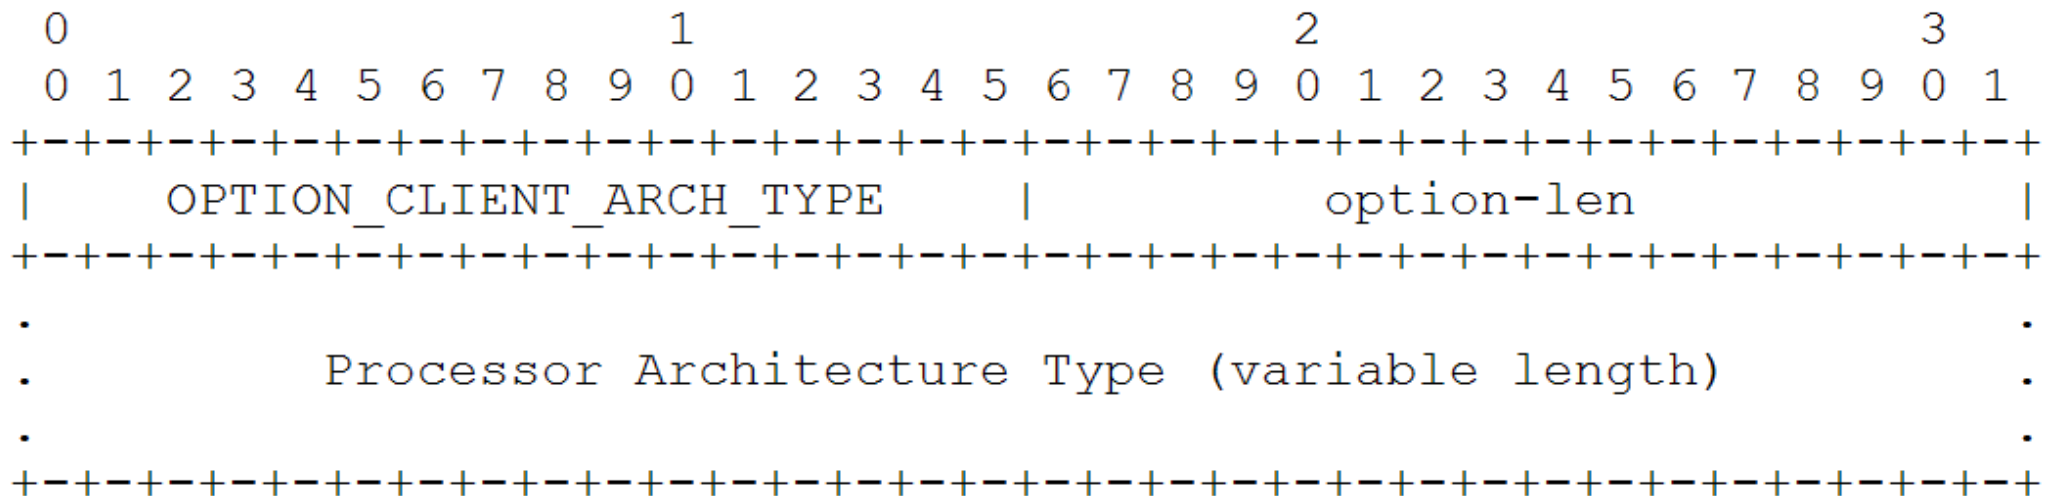 0                   1                   2                   3
0 1 2 3 4 5 6 7 8 9 0 1 2 3 4 5 6 7 8 9 0 1 2 3 4 5 6 7 8 9 0 1
+-+-+-+-+-+-+-+-+-+-+-+-+-+-+-+-+-+-+-+-+-+-+-+-+-+-+-+-+-+-+-+-+
|    OPTION_CLIENT_ARCH_TYPE    |         option-len            |
+-+-+-+-+-+-+-+-+-+-+-+-+-+-+-+-+-+-+-+-+-+-+-+-+-+-+-+-+-+-+-+-+
.                                                               .
.         Processor Architecture Type (variable length)         .
.                                                               .
+-+-+-+-+-+-+-+-+-+-+-+-+-+-+-+-+-+-+-+-+-+-+-+-+-+-+-+-+-+-+-+-+